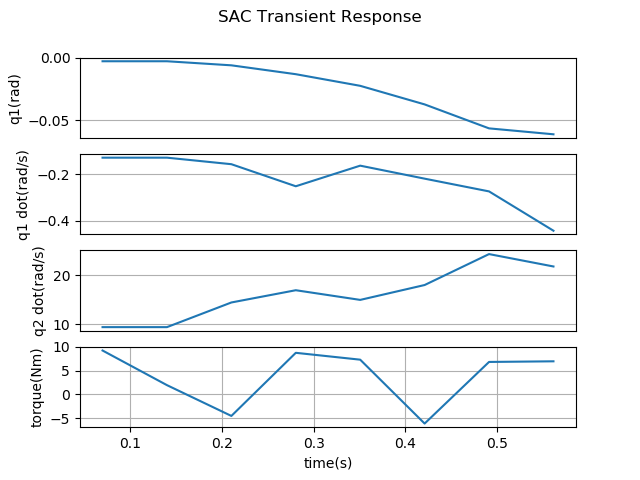 SAC Transient Response
0.00
−0.05
q1(rad)
−0.2
−0.4
q1 dot(rad/s)
20
10
q2 dot(rad/s)
10
5
0
−5
torque(Nm)
0.1 0.2 0.3 0.4 0.5
time(s)